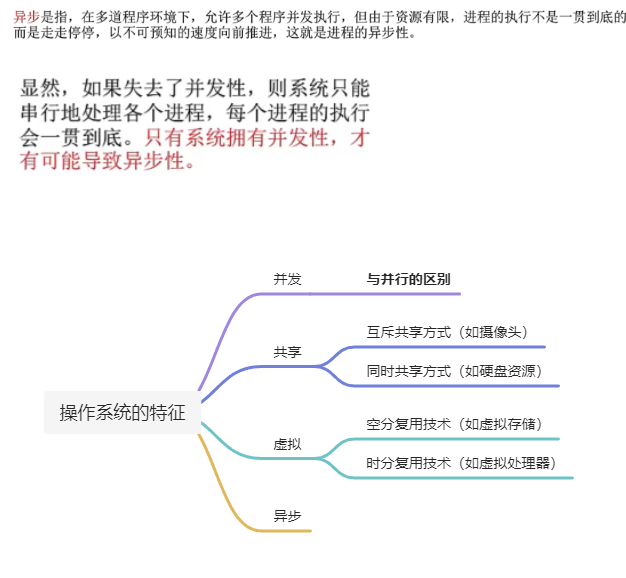 异步是指，在多道程序环境下，允许多个程序并发执行，但由于资源有限，进程的执行不是一贯到底的
而是走走停停，以不可预知的速度向前推进，这就是进程的异步性。
显然，如果失去了并发性，则系统只能
串行地处理各个进程，每个进程的执行
会一贯到底。只有系统拥有并发性，才
有可能导致异步性。
操作系统的特征
并发
与并行的区别
共享
互斥共享方式（如摄像头）
同时共享方式（如硬盘资源）
虚拟
空分复用技术（如虚拟存储）
时分复用技术（如虚拟处理器）
异步